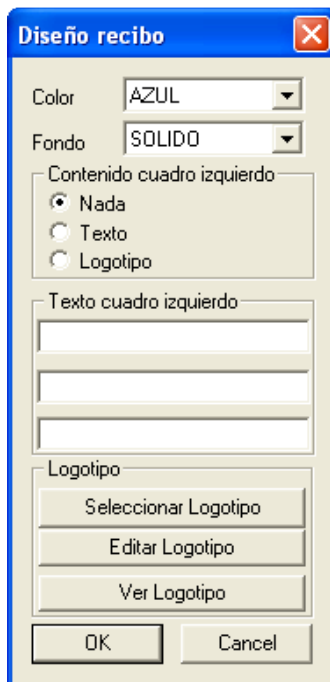 Diseño recibo
Color AZUL
Fondo SOLIDO
Contenido cuadro izquierdo
Nada
Texto
Logotipo
Texto cuadro izquierdo
Logotipo
Seleccionar Logotipo
Editar Logotipo
Ver Logotipo
OK Cancel